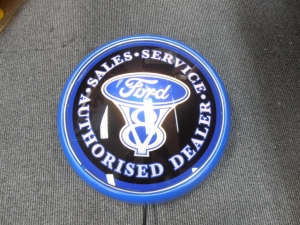 SALES • SERVICE •
Ford
V8
AUTHORISED DEALER